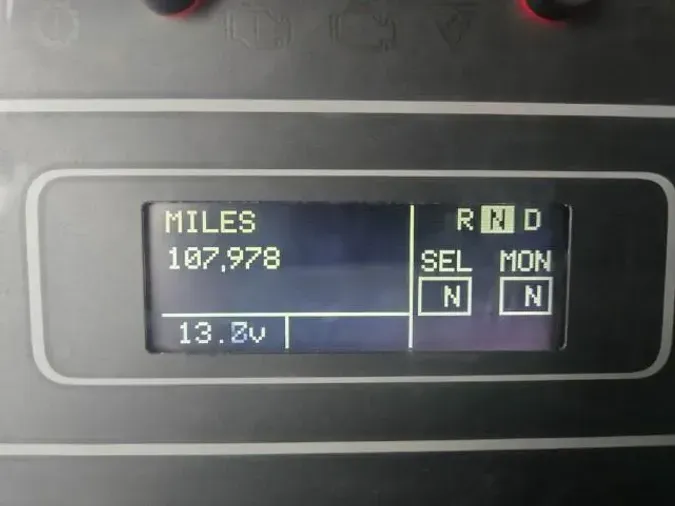 MILES
107,978
R N D
SEL MON
N N
13.0v